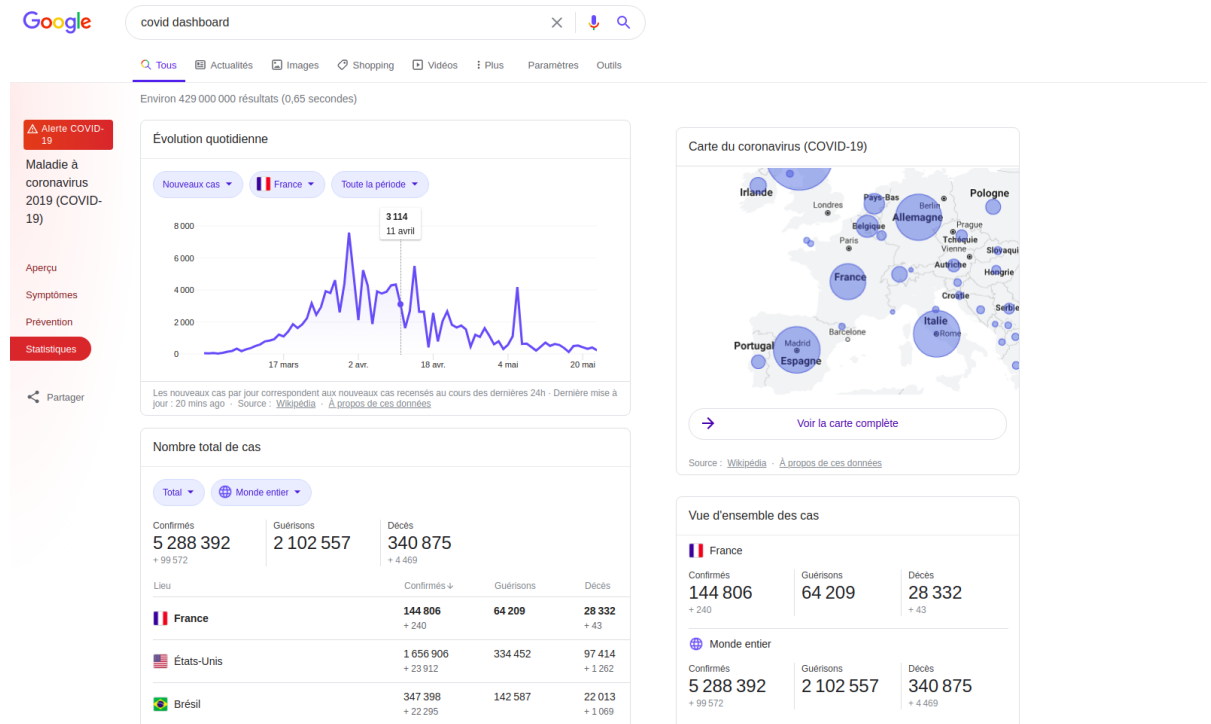 Google
covid dashboard
Tous Actualités Images Shopping Vidéos Plus Paramètres Outils
Environ 429 000 000 résultats (0,65 secondes)
Alerte COVID-
19
Maladie à
coronavirus
2019 (COVID-
19)
Aperçu
Symptômes
Prévention
Statistiques
Partager
Évolution quotidienne
Nouveaux cas France Toute la période
3 114
11 avril
8 000
6 000
4 000
2 000
0
17 mars 2 avr. 18 avr. 4 mai 20 mai
Les nouveaux cas par jour correspondent aux nouveaux cas recensés au cours des dernières 24h · Dernière mise à
jour : 20 mins ago · Source : Wikipédia · À propos de ces données
Nombre total de cas
Total Monde entier
Confirmés Guérisons Décès
5 288 392 2 102 557 340 875
+ 99 572 + 4 469
Lieu Confirmés↓ Guérisons Décès
France 144 806 64 209 28 332
+ 240 + 43
États-Unis 1 656 906 334 452 97 414
+ 23 912 + 1 262
Brésil 347 398 142 587 22 013
+ 22 295 + 1 069
Carte du coronavirus (COVID-19)
Irlande
Londres
Pays-Bas
Berlin
Pologne
Allemagne
Belgique
Prague
Tchéquie
Paris
Vienne
Slovaqui
Autriche
Hongrie
France
Croatie
Serbie
Italie
Rome
Barcelone
Portugal
Madrid
Espagne
Voir la carte complète
Source : Wikipédia · À propos de ces données
Vue d'ensemble des cas
France
Confirmés Guérisons Décès
144 806 64 209 28 332
+ 240 + 43
Monde entier
Confirmés Guérisons Décès
5 288 392 2 102 557 340 875
+ 99 572 + 4 469